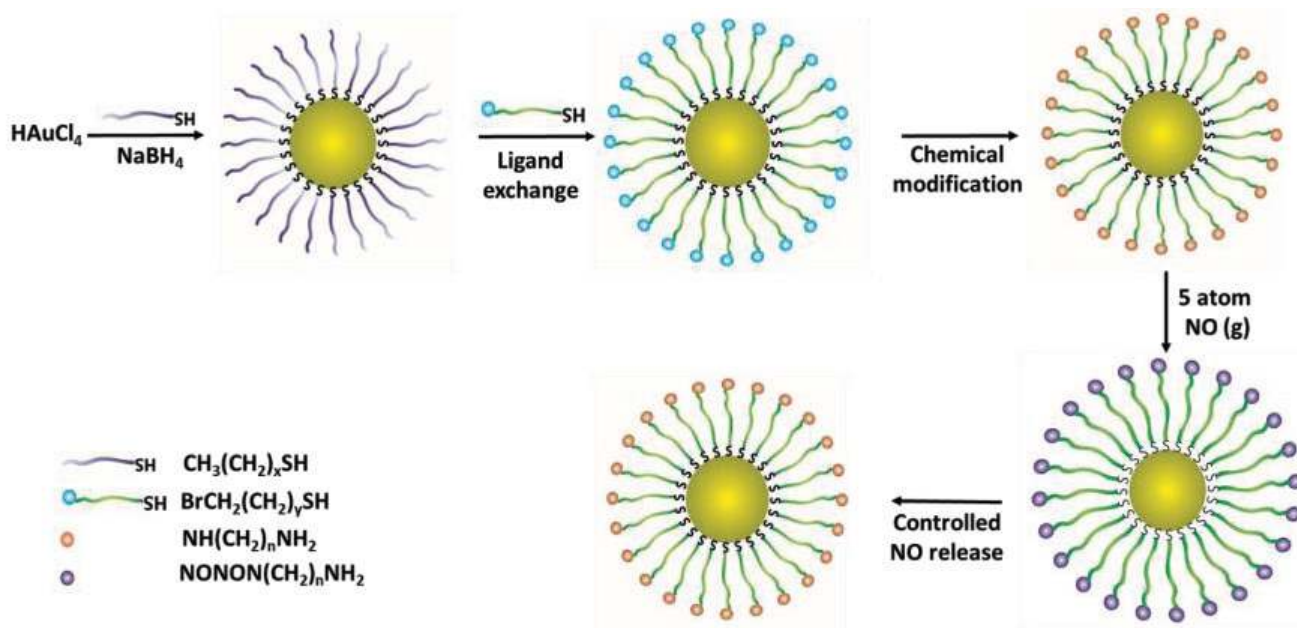 HAuCl₄
SH
NaBH₄
SH
Ligand
exchange
Chemical
modification
5 atom
NO (g)
Controlled
NO release
SH CH₃(CH₂)ₓSH
SH BrCH₂(CH₂)ᵧSH
NH(CH₂)ₙNH₂
NONON(CH₂)ₙNH₂